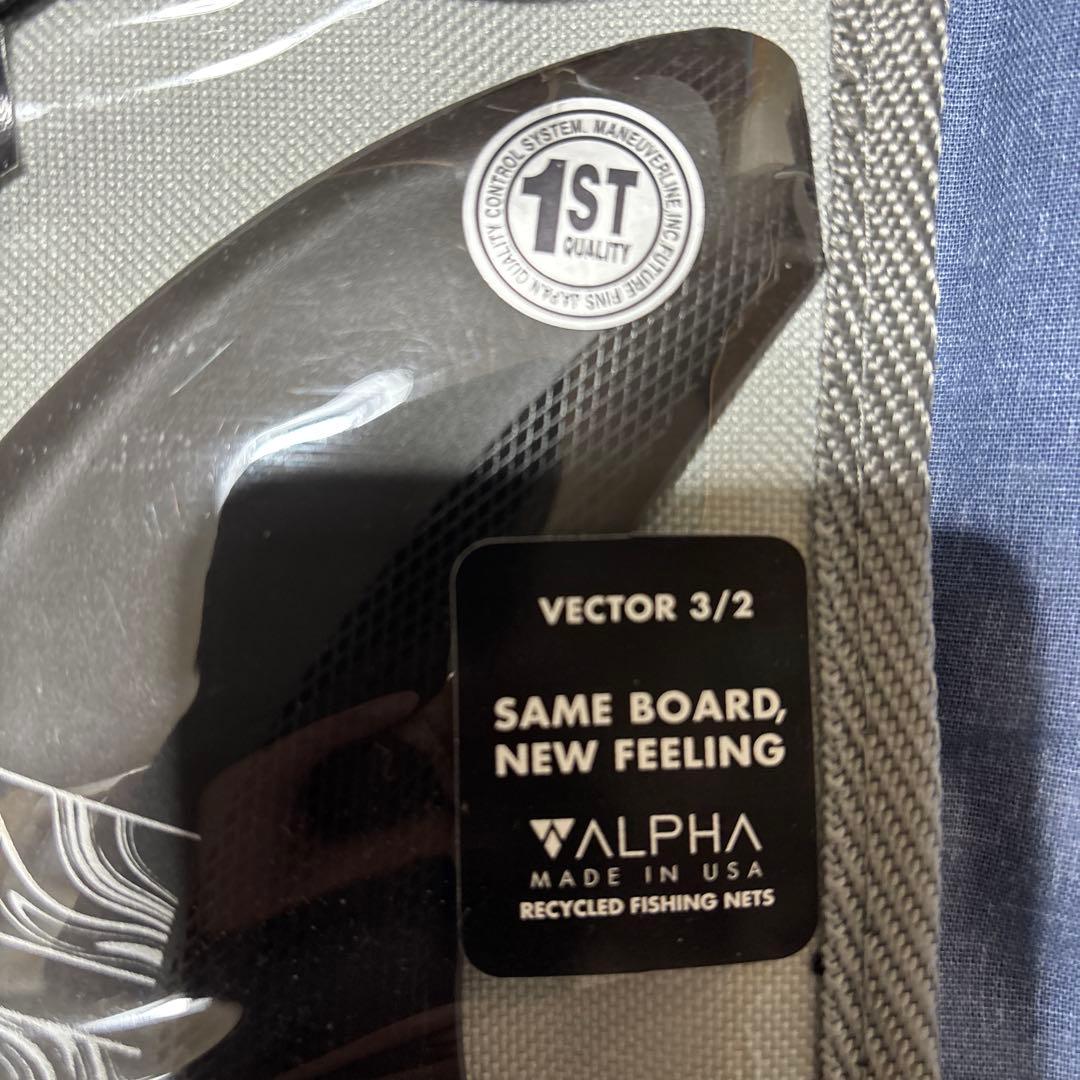 QUALITY CONTROL SYSTEM. MANEUVERLINE, INC. FUTURE FINS JAPAN
1ST
QUALITY
VECTOR 3/2
SAME BOARD,
NEW FEELING
ALPHA
MADE IN USA
RECYCLED FISHING NETS